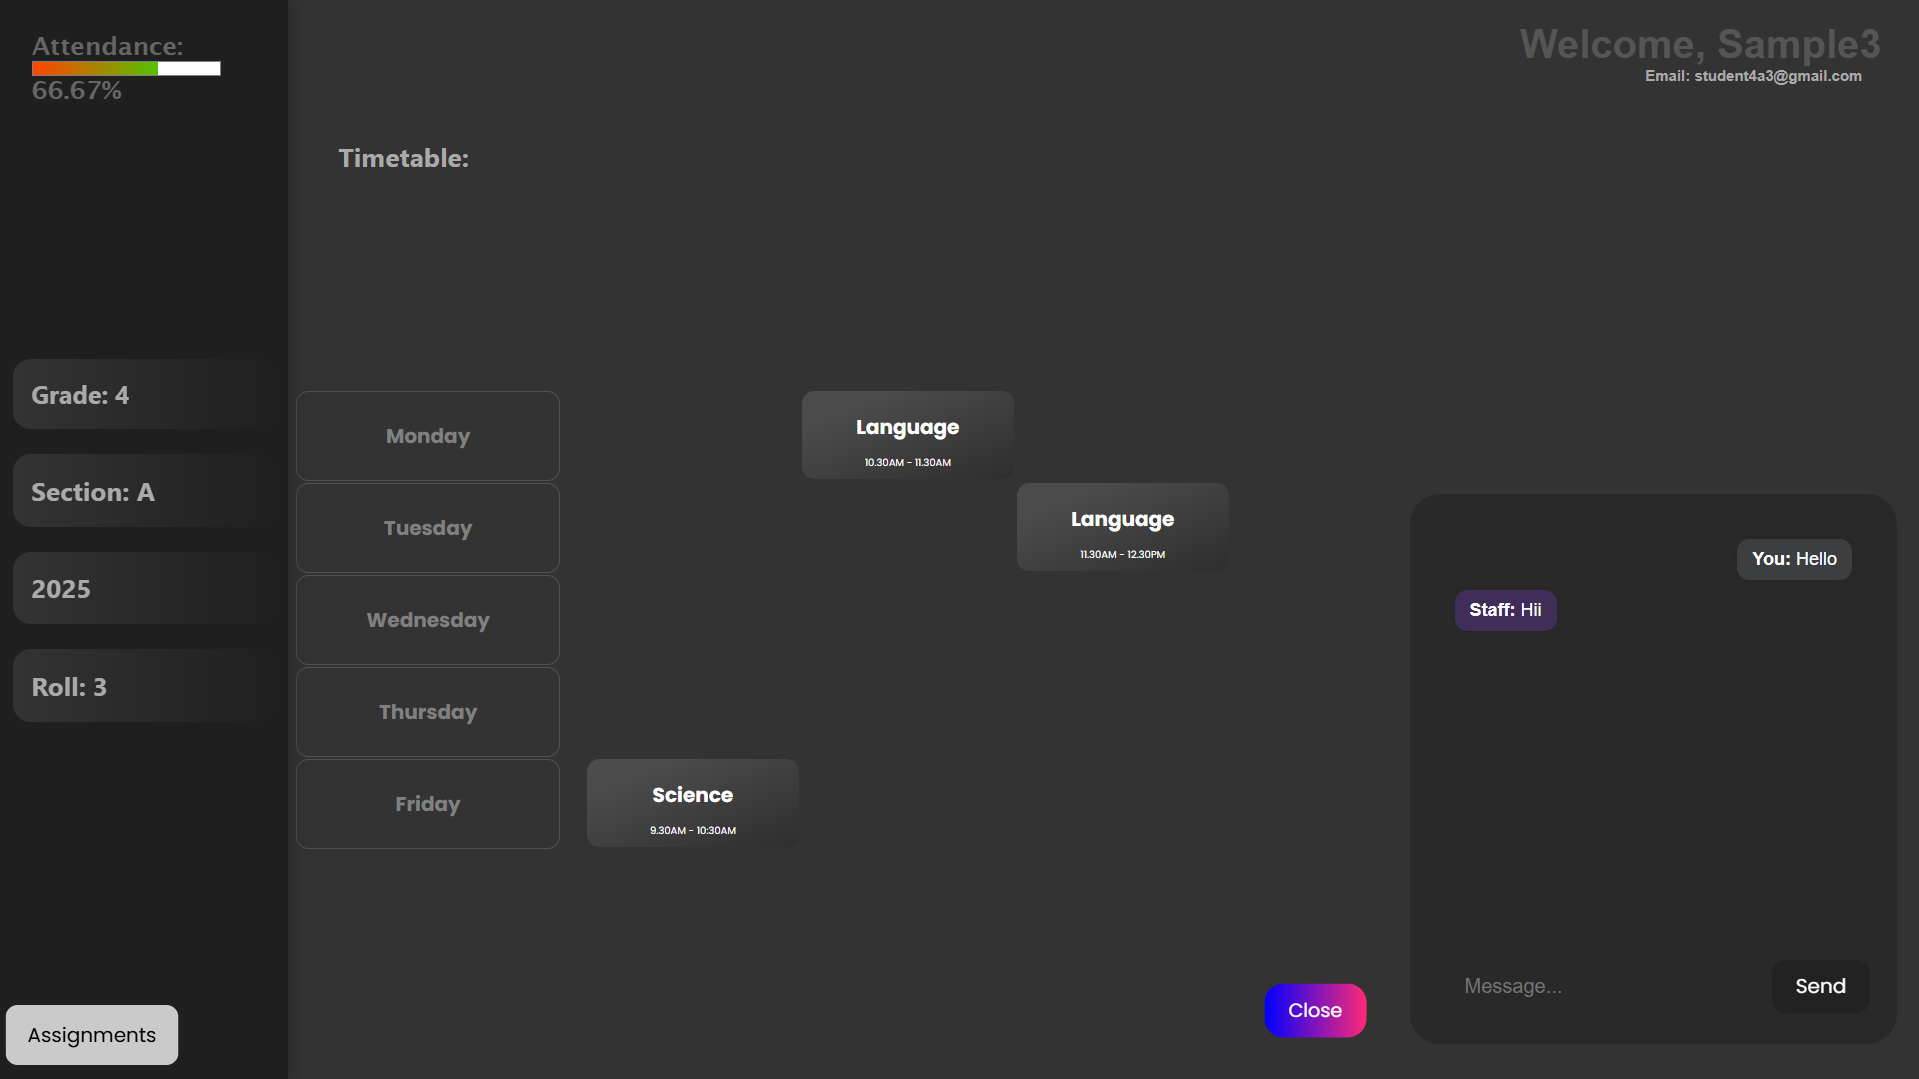 Attendance:
66.67%
Welcome, Sample3
Email: student4a3@gmail.com
Timetable:
Grade: 4
Section: A
2025
Roll: 3
Assignments
Monday
Language
10.30AM - 11.30AM
Tuesday
Language
11.30AM - 12.30PM
Wednesday
Thursday
Friday
Science
9.30AM - 10:30AM
You: Hello
Staff: Hii
Message...
Send
Close